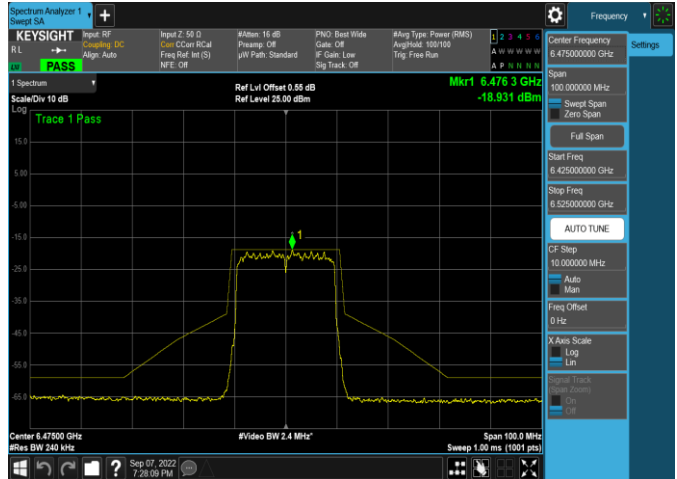 Spectrum Analyzer 1
Swept SA
Frequency
KEYSIGHT
RL
PASS
Input: RF
Coupling: DC
Align: Auto
Input Z: 50 Ω
Corr CCorr RCal
Freq Ref: Int (S)
NFE: Off
#Atten: 16 dB
Preamp: Off
µW Path: Standard
PNO: Best Wide
Gate: Off
IF Gain: Low
Sig Track: Off
#Avg Type: Power (RMS)
Avg|Hold: 100/100
Trig: Free Run
1 2 3 4 5 6
A W W W W W
A P N N N N
1 Spectrum
Scale/Div 10 dB
Log
Ref Lvl Offset 0.55 dB
Ref Level 25.00 dBm
Mkr1 6.476 3 GHz
-18.931 dBm
Trace 1 Pass
15.0
5.00
-5.00
-15.0
-25.0
-35.0
-45.0
-55.0
-65.0
1
Center 6.47500 GHz
#Res BW 240 kHz
#Video BW 2.4 MHz*
Span 100.0 MHz
Sweep 1.00 ms (1001 pts)
Sep 07, 2022
7:28:09 PM
Center Frequency
6.475000000 GHz
Settings
Span
100.000000 MHz
Swept Span
Zero Span
Full Span
Start Freq
6.425000000 GHz
Stop Freq
6.525000000 GHz
AUTO TUNE
CF Step
10.000000 MHz
Auto
Man
Freq Offset
0 Hz
X Axis Scale
Log
Lin
Signal Track
(Span Zoom)
On
Off